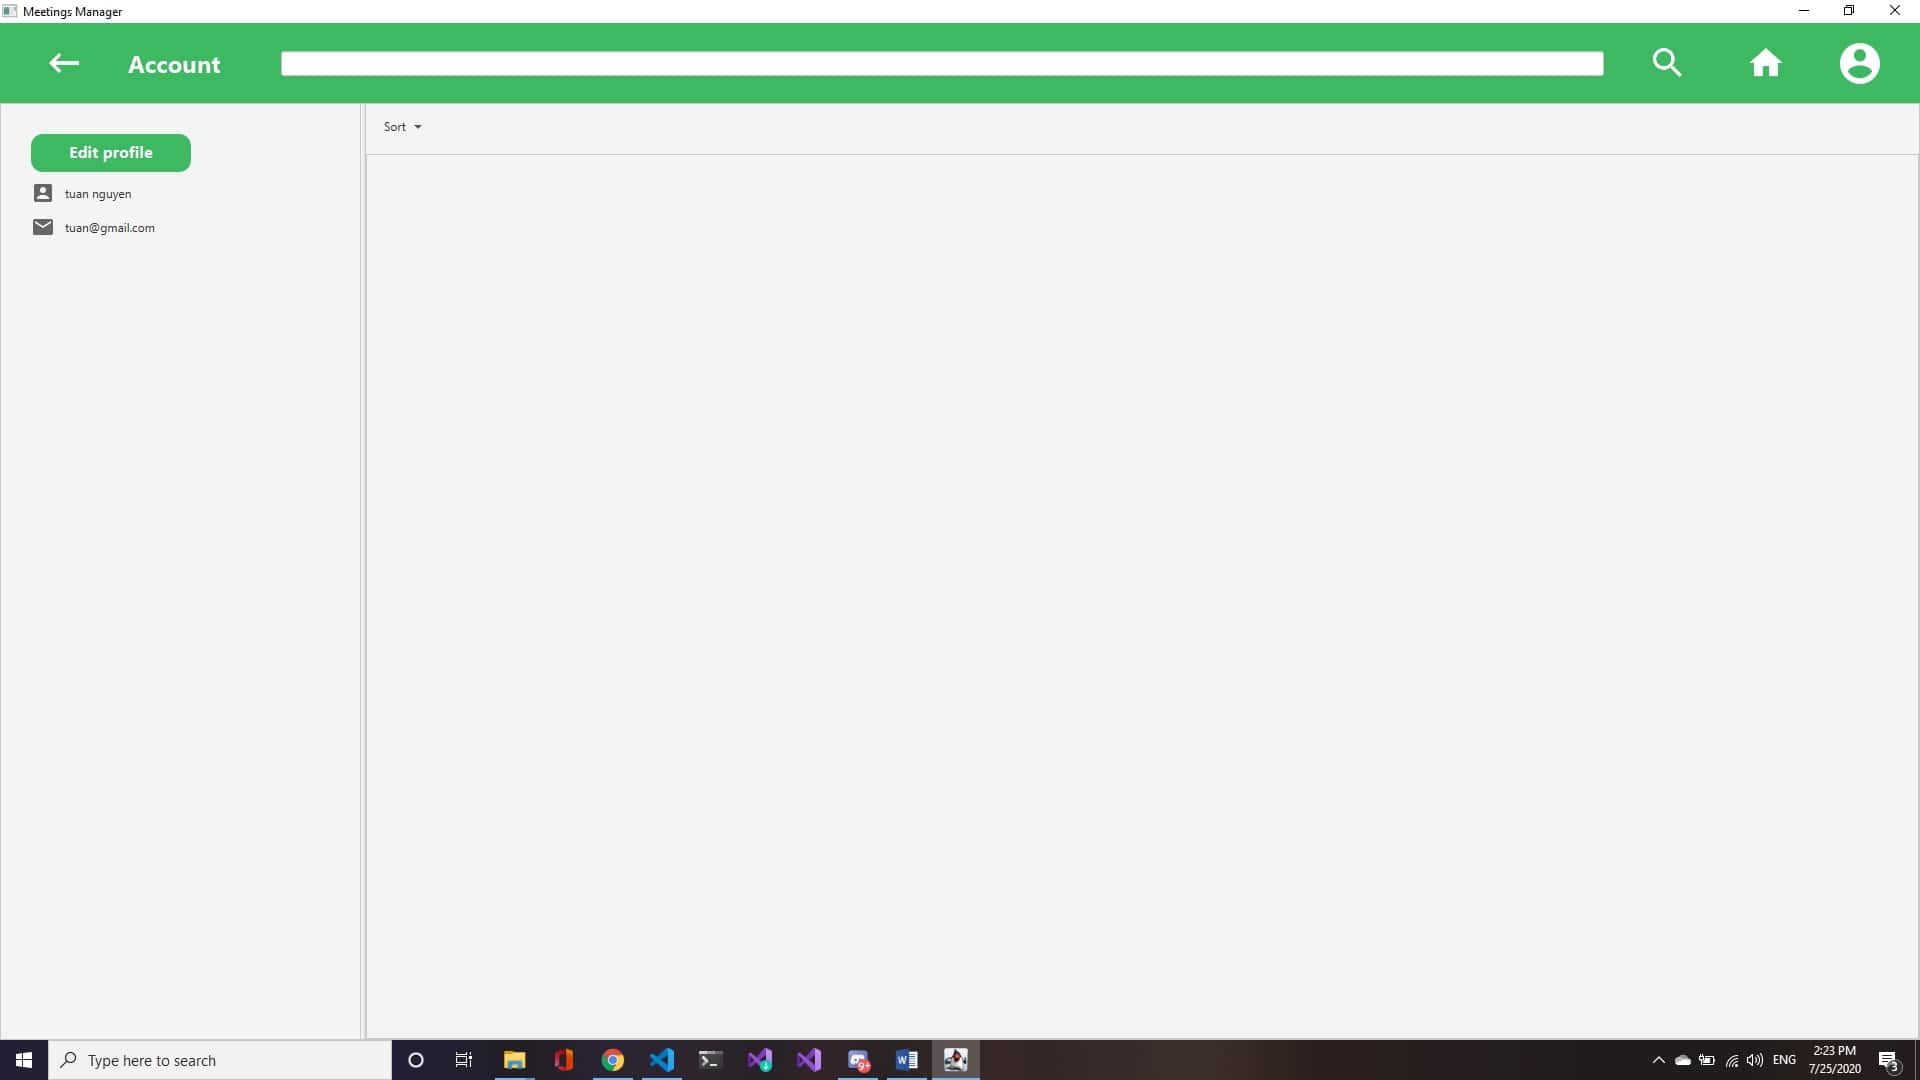 Meetings Manager
Account
Sort
Edit profile
tuan nguyen
tuan@gmail.com
Type here to search
9+
W
ENG
2:23 PM
7/25/2020
3